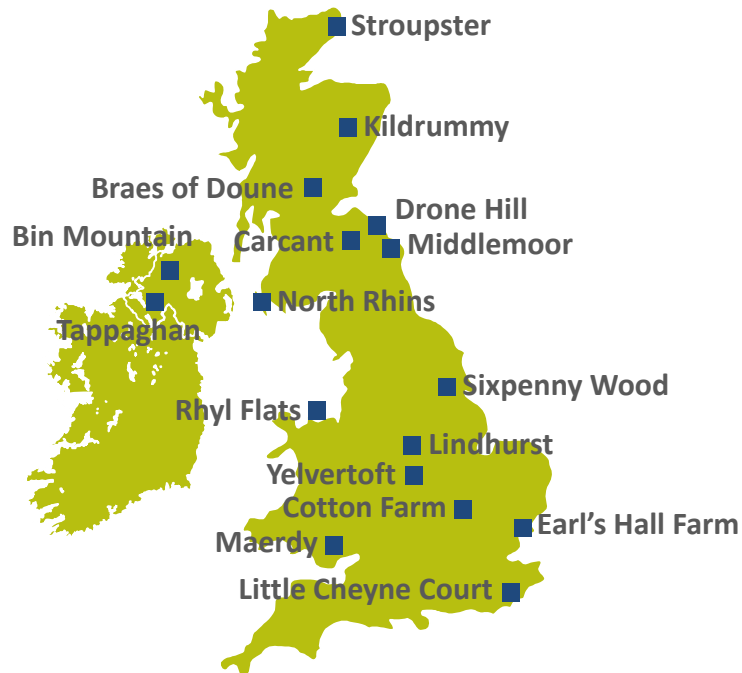 Stroupster
Kildrummy
Braes of Doune
Drone Hill
Bin Mountain
Carcant
Middlemoor
North Rhins
Tappaghan
Sixpenny Wood
Rhyl Flats
Lindhurst
Yelvertoft
Cotton Farm
Earl’s Hall Farm
Maerdy
Little Cheyne Court